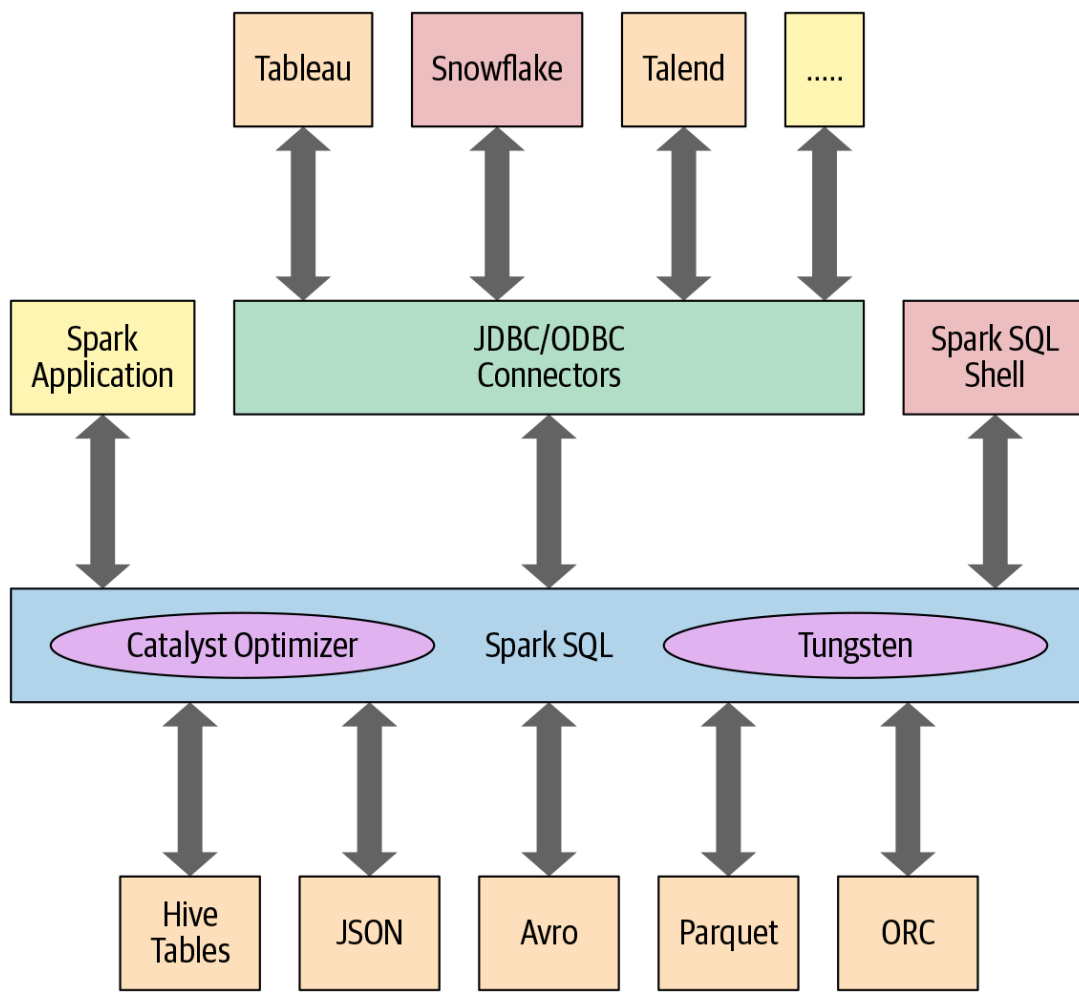 Tableau
Snowflake
Talend
.....
Spark
Application
JDBC/ODBC
Connectors
Spark SQL
Shell
Catalyst Optimizer
Spark SQL
Tungsten
Hive
Tables
JSON
Avro
Parquet
ORC